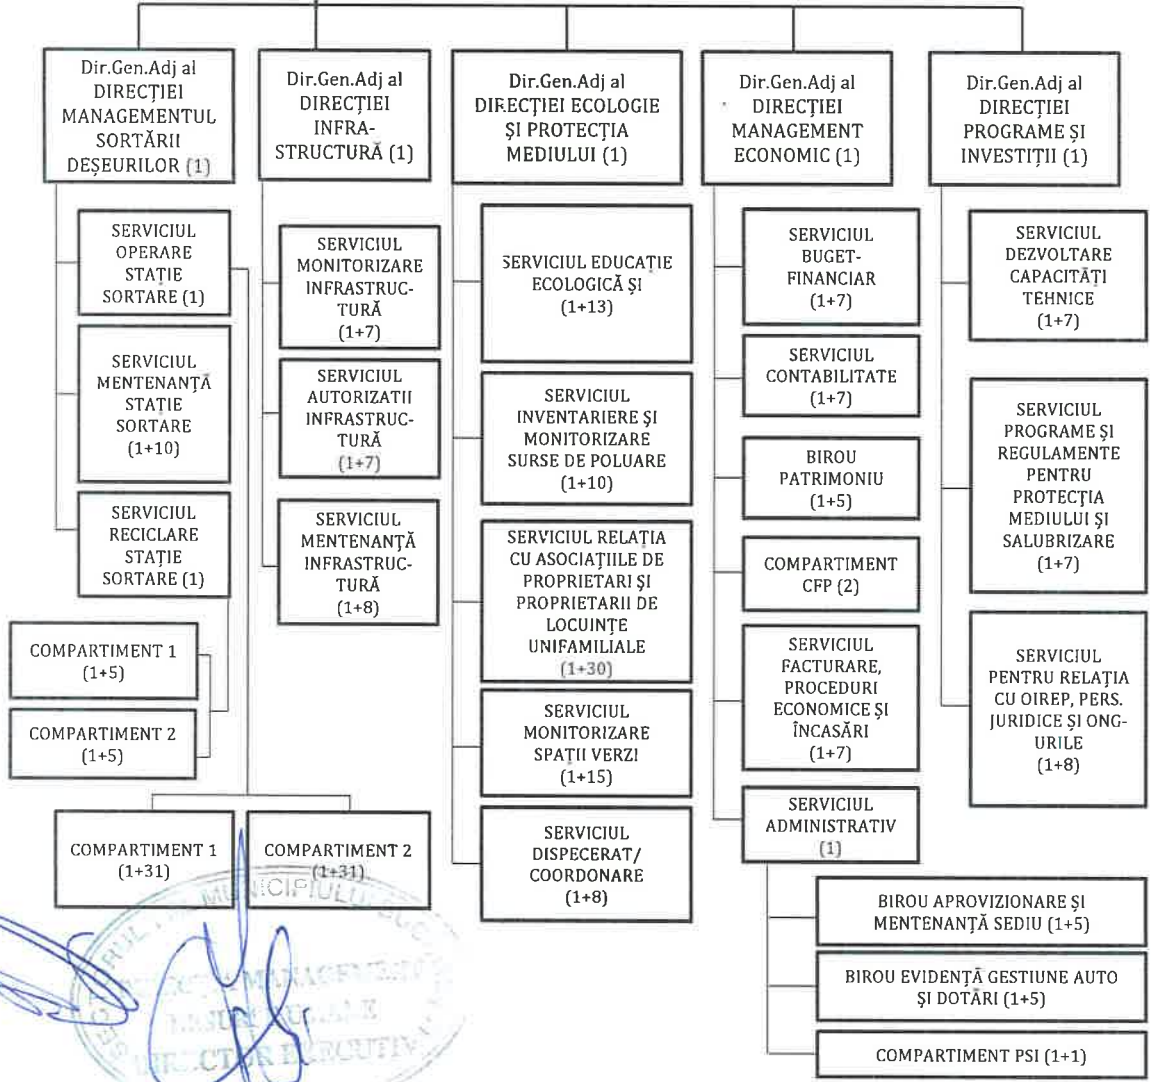 Dir.Gen.Adj al
DIRECȚIEI
MANAGEMENTUL
SORTĂRII
DEȘEURILOR (1)
SERVICIUL
OPERARE
STAȚIE
SORTARE (1)
SERVICIUL
MENTENANȚĂ
STAȚIE
SORTARE
(1+10)
SERVICIUL
RECICLARE
STAȚIE
SORTARE (1)
COMPARTIMENT 1
(1+5)
COMPARTIMENT 2
(1+5)
COMPARTIMENT 1
(1+31)
COMPARTIMENT 2
(1+31)
Dir.Gen.Adj al
DIRECȚIEI
INFRA-
STRUCTURĂ (1)
SERVICIUL
MONITORIZARE
INFRASTRUC-
TURĂ
(1+7)
SERVICIUL
AUTORIZATII
INFRASTRUC-
TURĂ
(1+7)
SERVICIUL
MENTENANȚĂ
INFRASTRUC-
TURĂ
(1+8)
Dir.Gen.Adj al
DIRECȚIEI ECOLOGIE
ȘI PROTECȚIA
MEDIULUI (1)
SERVICIUL EDUCAȚIE
ECOLOGICĂ ȘI
(1+13)
SERVICIUL
INVENTARIERE ȘI
MONITORIZARE
SURSE DE POLUARE
(1+10)
SERVICIUL RELAȚIA
CU ASOCIAȚIILE DE
PROPRIETARI ȘI
PROPRIETARII DE
LOCUINȚE
UNIFAMILIALE
(1+30)
SERVICIUL
MONITORIZARE
SPAȚII VERZI
(1+15)
SERVICIUL
DISPECERAT/
COORDONARE
(1+8)
Dir.Gen.Adj al
DIRECȚIEI
MANAGEMENT
ECONOMIC (1)
SERVICIUL
BUGET-
FINANCIAR
(1+7)
SERVICIUL
CONTABILITATE
(1+7)
BIROU
PATRIMONIU
(1+5)
COMPARTIMENT
CFP (2)
SERVICIUL
FACTURARE,
PROCEDURI
ECONOMICE ȘI
ÎNCASĂRI
(1+7)
SERVICIUL
ADMINISTRATIV
(1)
BIROU APROVIZIONARE ȘI
MENTENANȚĂ SEDIU (1+5)
BIROU EVIDENȚĂ GESTIUNE AUTO
ȘI DOTĂRI (1+5)
COMPARTIMENT PSI (1+1)
Dir.Gen.Adj al
DIRECȚIEI
PROGRAME ȘI
INVESTIȚII (1)
SERVICIUL
DEZVOLTARE
CAPACITĂȚI
TEHNICE
(1+7)
SERVICIUL
PROGRAME ȘI
REGULAMENTE
PENTRU
PROTECȚIA
MEDIULUI ȘI
SALUBRIZARE
(1+7)
SERVICIUL
PENTRU RELAȚIA
CU OIREP, PERS.
JURIDICE ȘI ONG-
URILE
(1+8)
MUNICIPIULUI
MANAGEMENT
DIRECTOR EXECUTIV